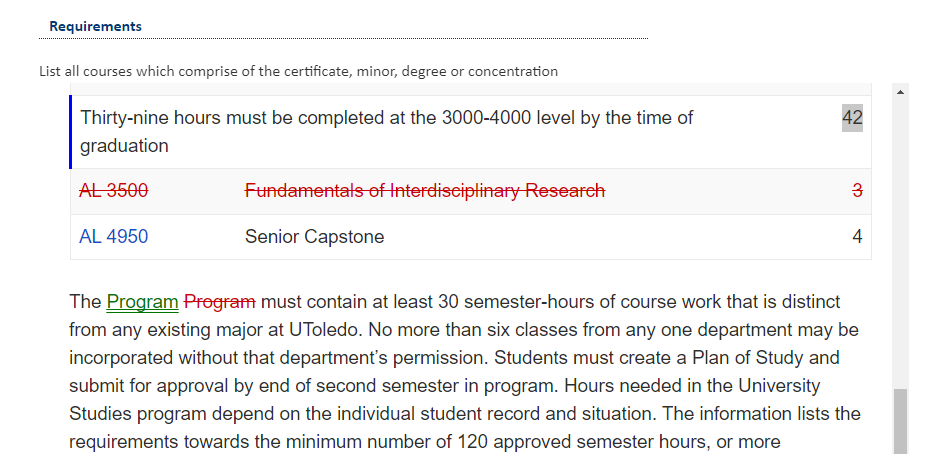 Requirements
List all courses which comprise of the certificate, minor, degree or concentration
Thirty-nine hours must be completed at the 3000-4000 level by the time of 42
graduation
AL 3500 Fundamentals of Interdisciplinary Research 3
AL 4950 Senior Capstone 4
The Program Program must contain at least 30 semester-hours of course work that is distinct
from any existing major at UToledo. No more than six classes from any one department may be
incorporated without that department’s permission. Students must create a Plan of Study and
submit for approval by end of second semester in program. Hours needed in the University
Studies program depend on the individual student record and situation. The information lists the
requirements towards the minimum number of 120 approved semester hours, or more